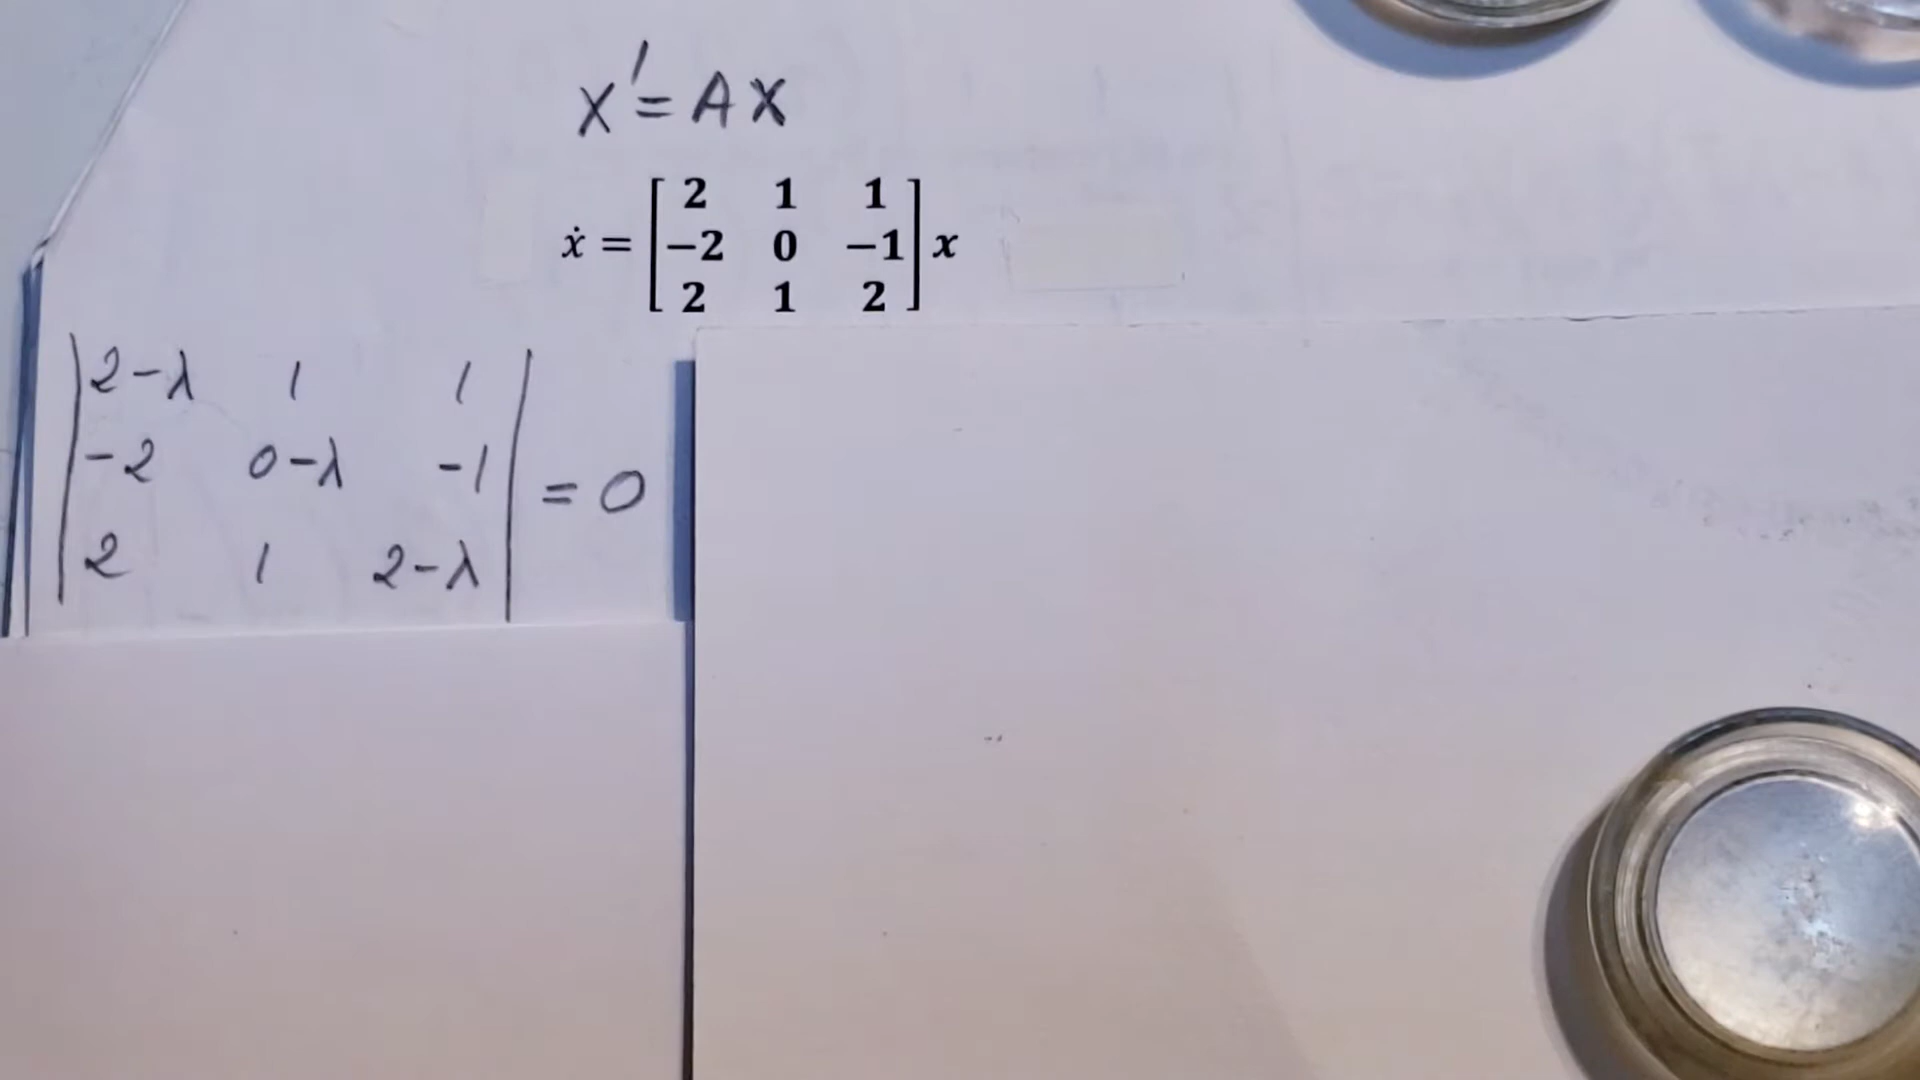 X' = AX
ẋ = [2 1 1; −2 0 −1; 2 1 2] x
|2-λ 1 1|
|-2 0-λ -1| = 0
|2 1 2-λ|